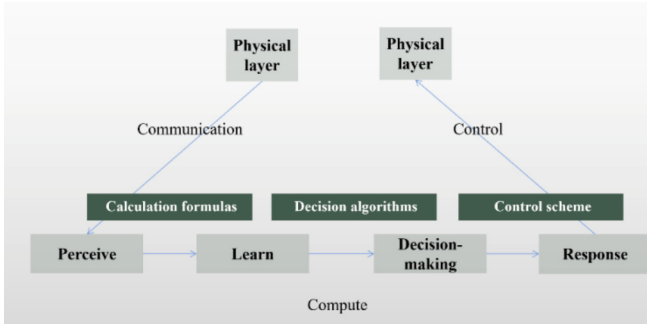 Physical
layer
Physical
layer
Communication
Control
Calculation formulas
Decision algorithms
Control scheme
Perceive
Learn
Decision-
making
Response
Compute